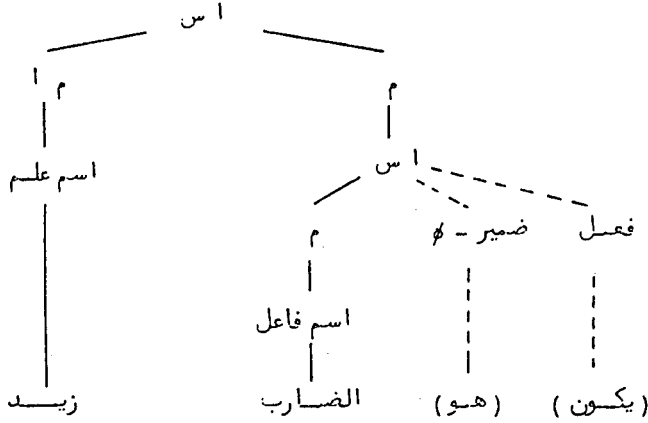 ا س
م ا م
اسم علم ا س
م ضمير - ø فعل
اسم فاعل
(يكون) (هو) الضارب زيد